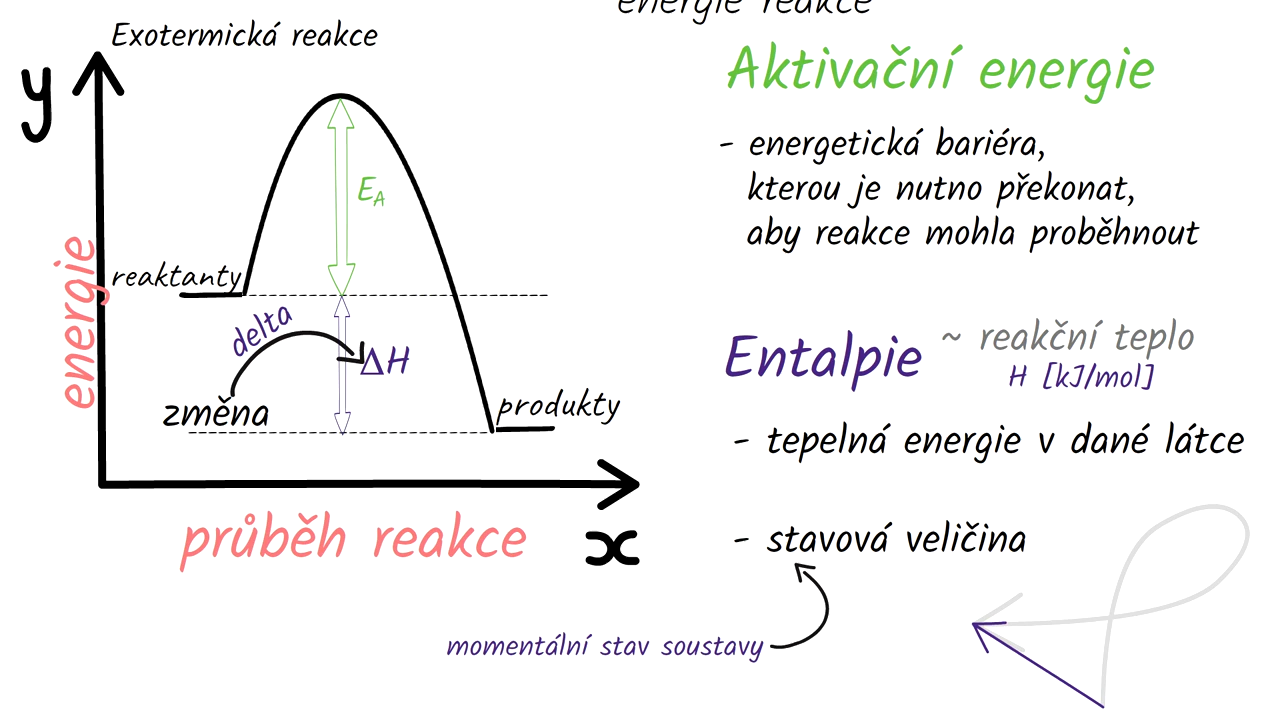 energie reakce
Exotermická reakce
y
energie
reaktanty
E_A
delta
ΔH
změna
produkty
průběh reakce
x
Aktivační energie
- energetická bariéra,
kterou je nutno překonat,
aby reakce mohla proběhnout
Entalpie ~ reakční teplo
H [kJ/mol]
- tepelná energie v dané látce
- stavová veličina
momentální stav soustavy